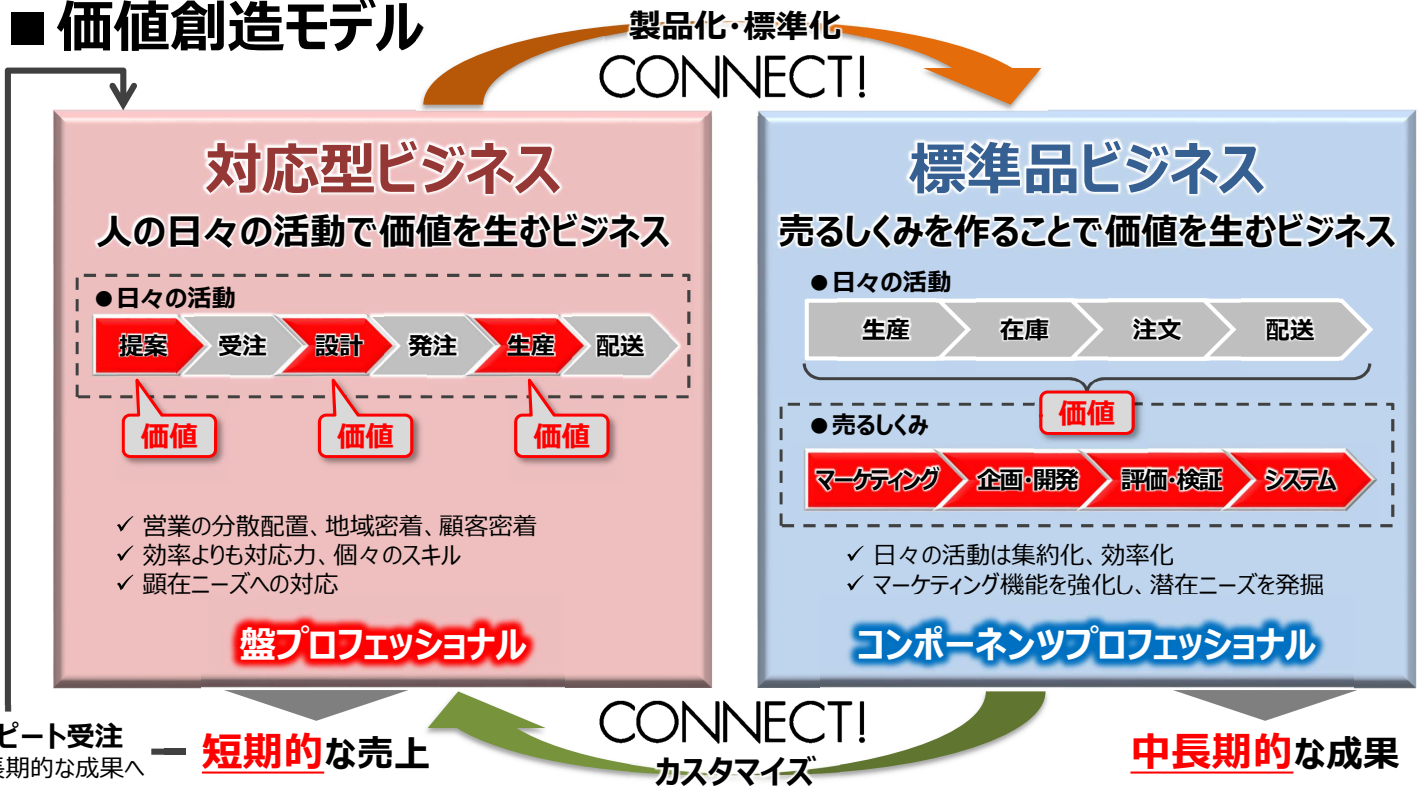 ■価値創造モデル
製品化･標準化
CONNECT!
対応型ビジネス
人の日々の活動で価値を生むビジネス
●日々の活動
提案 受注 設計 発注 生産 配送
価値 価値 価値
✓ 営業の分散配置、地域密着、顧客密着
✓ 効率よりも対応力、個々のスキル
✓ 顕在ニーズへの対応
盤プロフェッショナル
標準品ビジネス
売るしくみを作ることで価値を生むビジネス
●日々の活動
生産 在庫 注文 配送
価値
●売るしくみ
マーケティング 企画･開発 評価･検証 システム
✓ 日々の活動は集約化、効率化
✓ マーケティング機能を強化し、潜在ニーズを発掘
コンポーネンツプロフェッショナル
ピート受注
長期的な成果へ
短期的な売上
CONNECT!
カスタマイズ
中長期的な成果